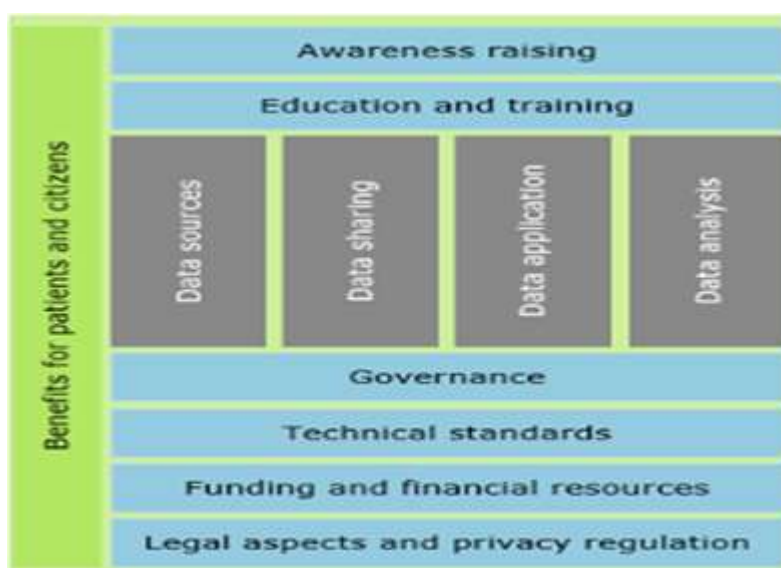 Benefits for patients and citizens
Awareness raising
Education and training
Data sources
Data sharing
Data application
Data analysis
Governance
Technical standards
Funding and financial resources
Legal aspects and privacy regulation